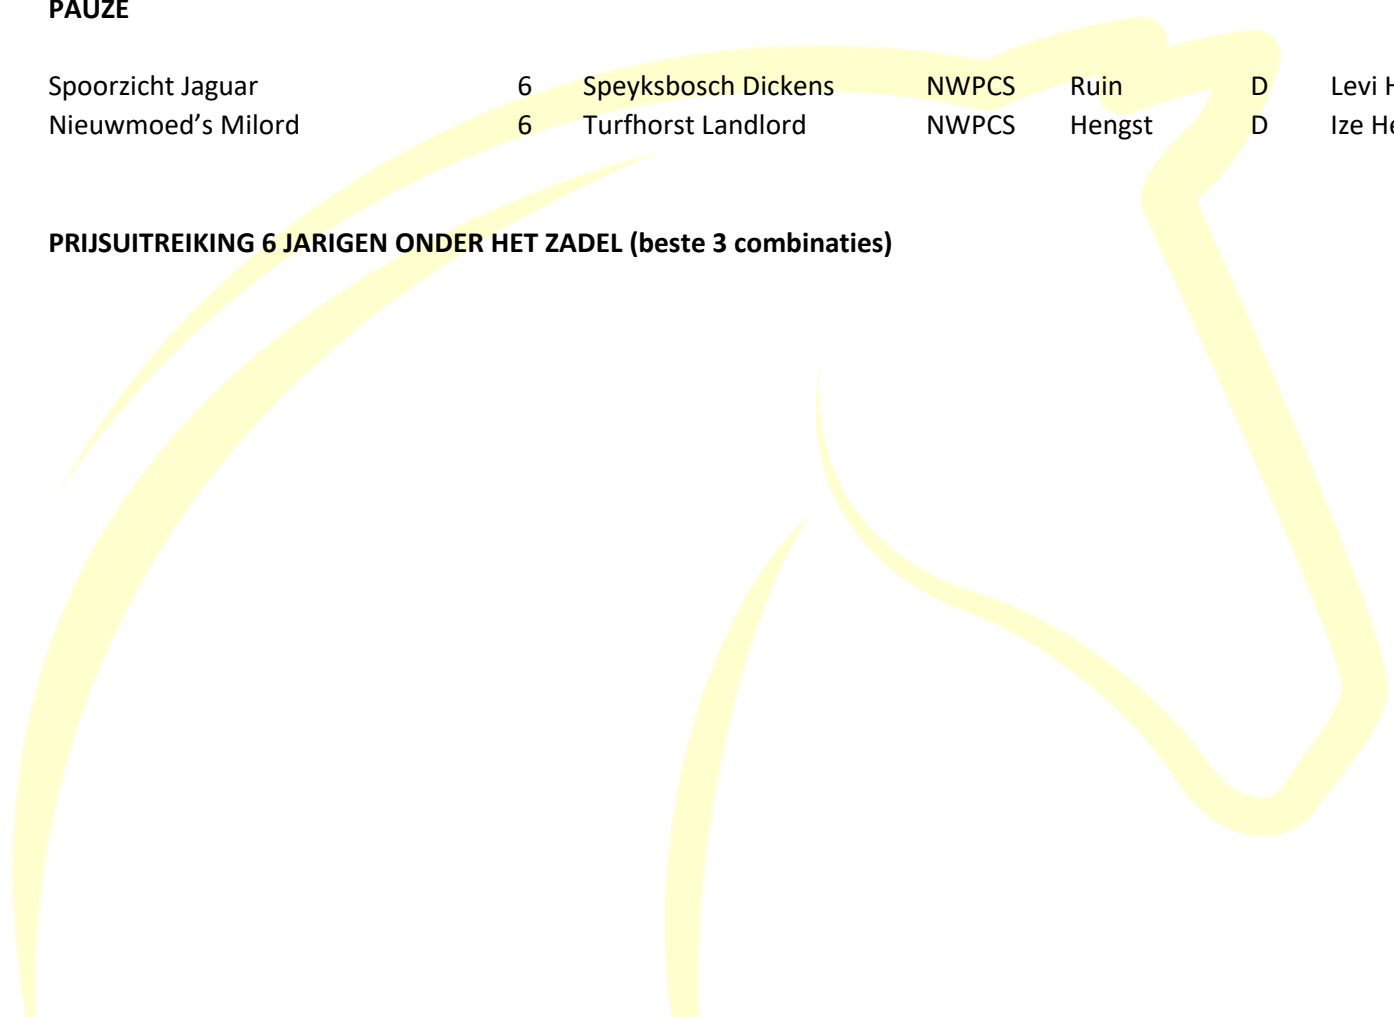 PAUZE
Spoorzicht Jaguar 6 Speyksbosch Dickens NWPCS Ruin D Levi
Nieuwmoed’s Milord 6 Turfhorst Landlord NWPCS Hengst D Ize
PRIJSUITREIKING 6 JARIGEN ONDER HET ZADEL (beste 3 combinaties)